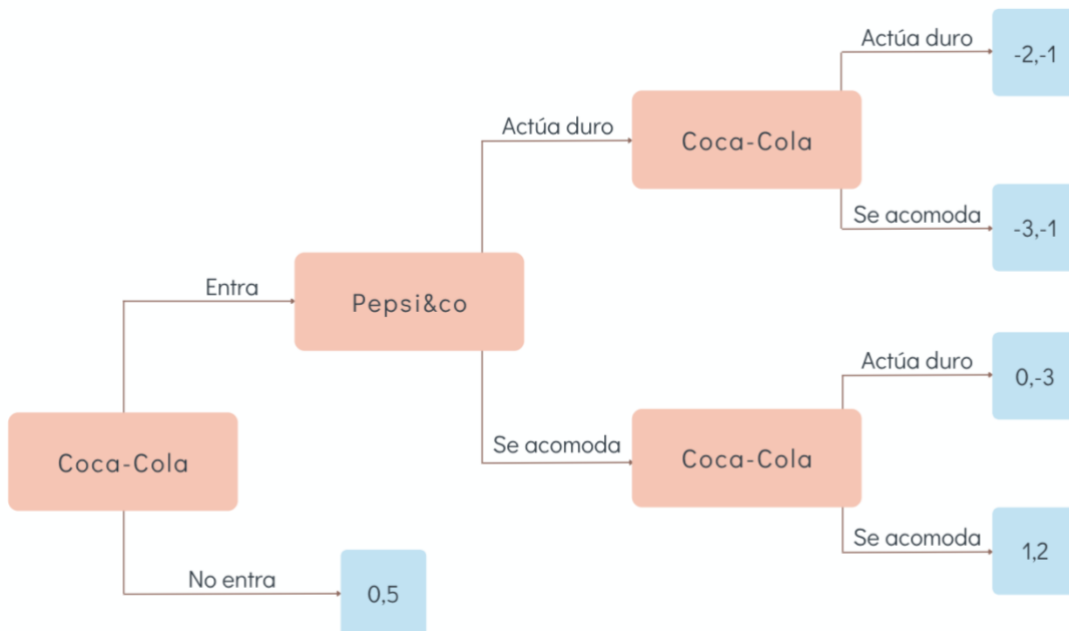 Actúa duro
-2,-1
Actúa duro
Coca-Cola
Se acomoda
-3,-1
Entra
Pepsi&co
Actúa duro
0,-3
Se acomoda
Coca-Cola
Coca-Cola
Se acomoda
1,2
No entra
0,5